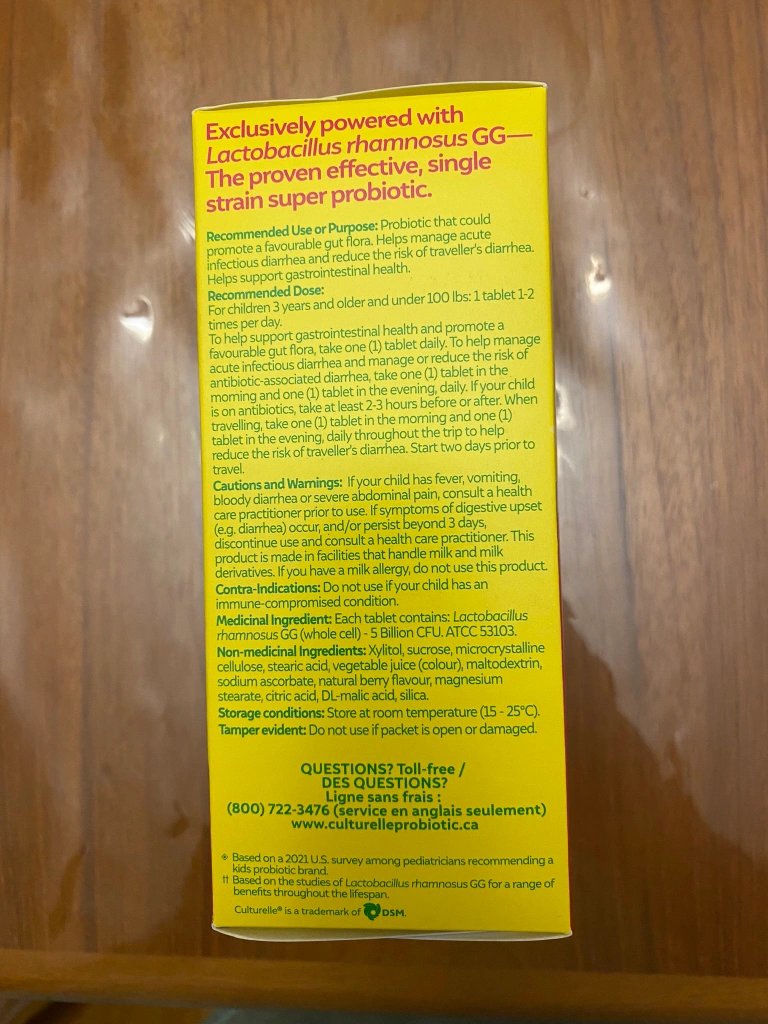 Exclusively powered with
Lactobacillus rhamnosus GG—
The proven effective, single
strain super probiotic.
Recommended Use or Purpose: Probiotic that could
promote a favourable gut flora. Helps manage acute
infectious diarrhea and reduce the risk of traveller's diarrhea.
Helps support gastrointestinal health.
Recommended Dose:
For children 3 years and older and under 100 lbs: 1 tablet 1-2
times per day.
To help support gastrointestinal health and promote a
favourable gut flora, take one (1) tablet daily. To help manage
acute infectious diarrhea and manage or reduce the risk of
antibiotic-associated diarrhea, take one (1) tablet in the
morning and one (1) tablet in the evening, daily. If your child
is on antibiotics, take at least 2-3 hours before or after. When
travelling, take one (1) tablet in the morning and one (1)
tablet in the evening, daily throughout the trip to help
reduce the risk of traveller's diarrhea. Start two days prior to
travel.
Cautions and Warnings: If your child has fever, vomiting,
bloody diarrhea or severe abdominal pain, consult a health
care practitioner prior to use. If symptoms of digestive upset
(e.g. diarrhea) occur, and/or persist beyond 3 days,
discontinue use and consult a health care practitioner. This
product is made in facilities that handle milk and milk
derivatives. If you have a milk allergy, do not use this product.
Contra-Indications: Do not use if your child has an
immune-compromised condition.
Medicinal Ingredient: Each tablet contains: Lactobacillus
rhamnosus GG (whole cell) - 5 Billion CFU. ATCC 53103.
Non-medicinal Ingredients: Xylitol, sucrose, microcrystalline
cellulose, stearic acid, vegetable juice (colour), maltodextrin,
sodium ascorbate, natural berry flavour, magnesium
stearate, citric acid, DL-malic acid, silica.
Storage conditions: Store at room temperature (15 - 25°C).
Tamper evident: Do not use if packet is open or damaged.
QUESTIONS? Toll-free /
DES QUESTIONS?
Ligne sans frais :
(800) 722-3476 (service en anglais seulement)
www.culturelleprobiotic.ca
※ Based on a 2021 U.S. survey among pediatricians recommending a
kids probiotic brand.
†† Based on the studies of Lactobacillus rhamnosus GG for a range of
benefits throughout the lifespan.
Culturelle® is a trademark of DSM.